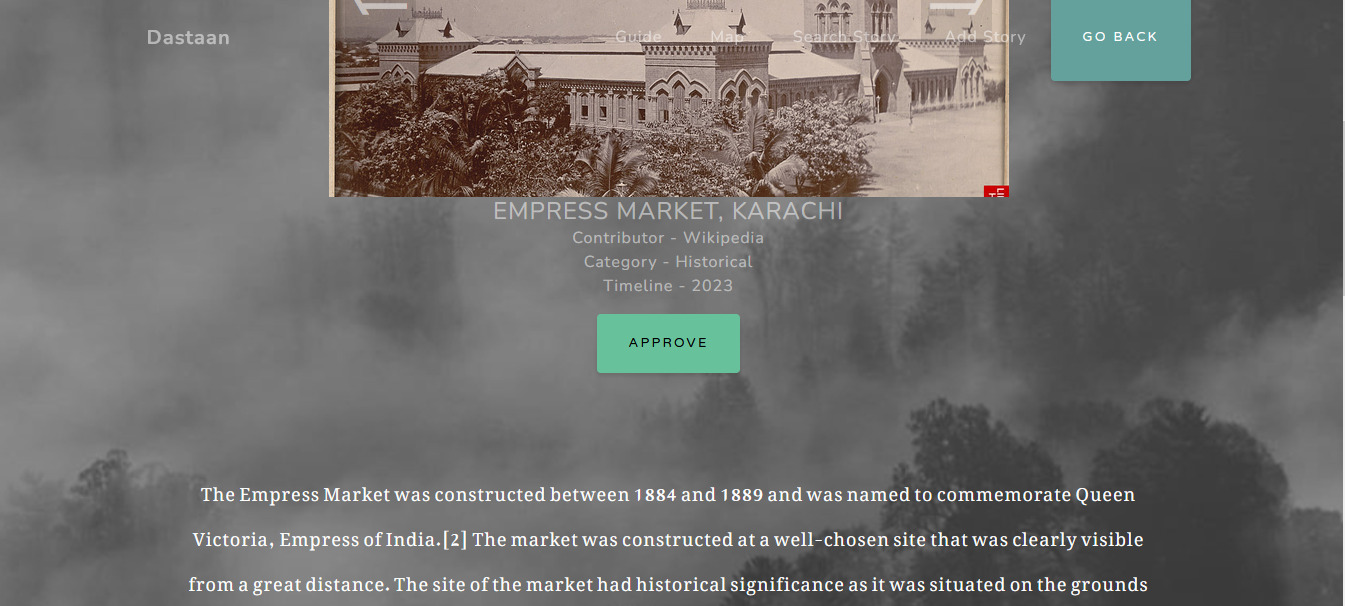 Dastaan
Guide
Map
Search Story
Add Story
GO BACK
EMPRESS MARKET, KARACHI
Contributor - Wikipedia
Category - Historical
Timeline - 2023
APPROVE
The Empress Market was constructed between 1884 and 1889 and was named to commemorate Queen
Victoria, Empress of India.[2] The market was constructed at a well-chosen site that was clearly visible
from a great distance. The site of the market had historical significance as it was situated on the grounds